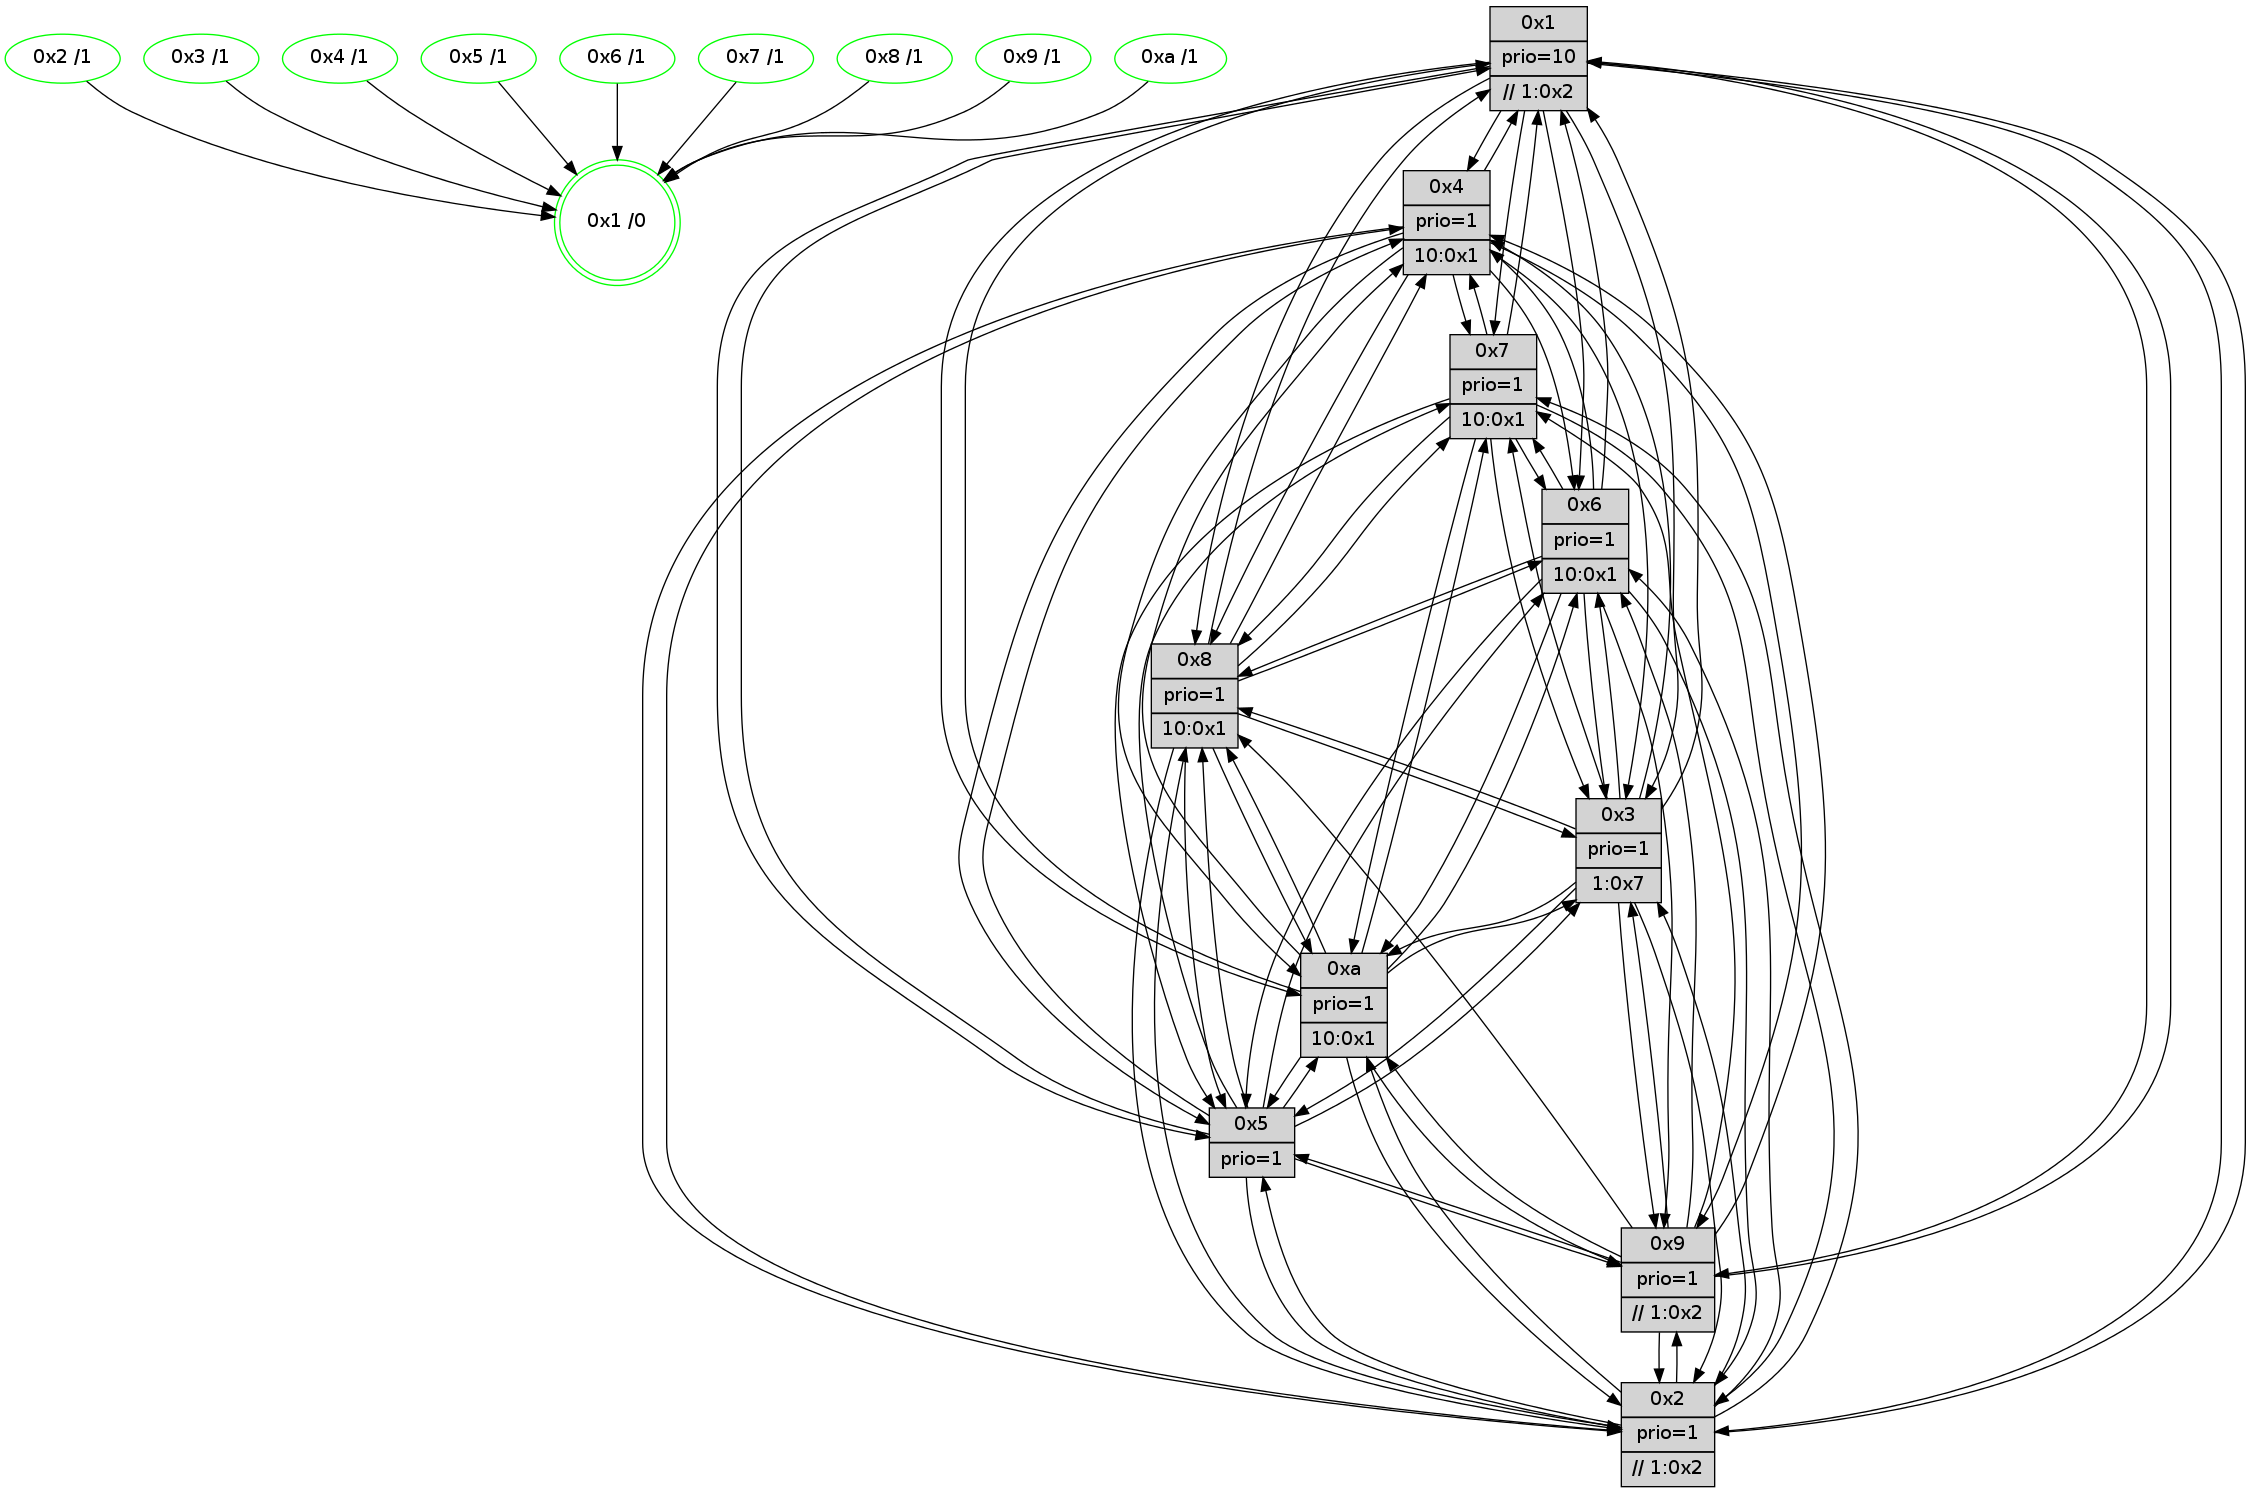 0x2 /1
0x3 /1
0x4 /1
0x5 /1
0x6 /1
0x7 /1
0x8 /1
0x9 /1
0xa /1
0x1 /0
0x1
prio=10
// 1:0x2
0x4
prio=1
10:0x1
0x7
prio=1
10:0x1
0x6
prio=1
10:0x1
0x8
prio=1
10:0x1
0x3
prio=1
1:0x7
0xa
prio=1
10:0x1
0x5
prio=1
0x9
prio=1
// 1:0x2
0x2
prio=1
// 1:0x2